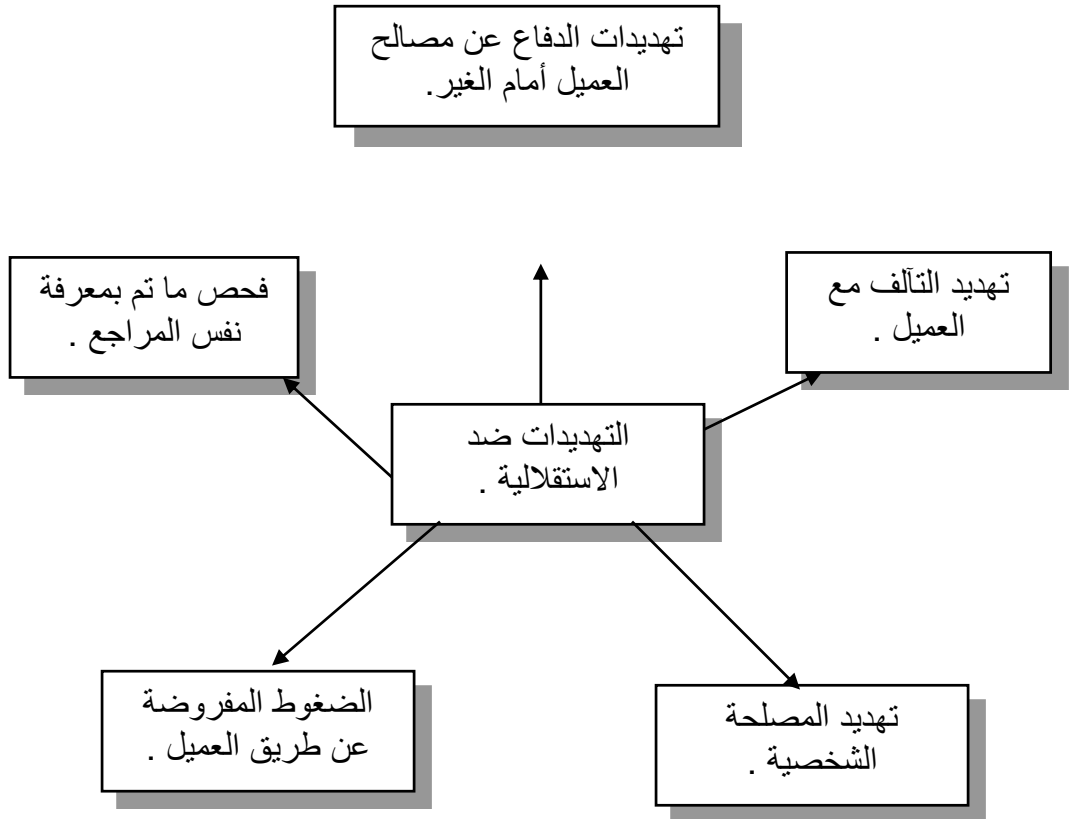 تهديدات الدفاع عن مصالح
العميل أمام الغير.
تهديد التآلف مع
العميل .
فحص ما تم بمعرفة
نفس المراجع .
التهديدات ضد
الاستقلالية .
تهديد المصلحة
الشخصية .
الضغوط المفروضة
عن طريق العميل .